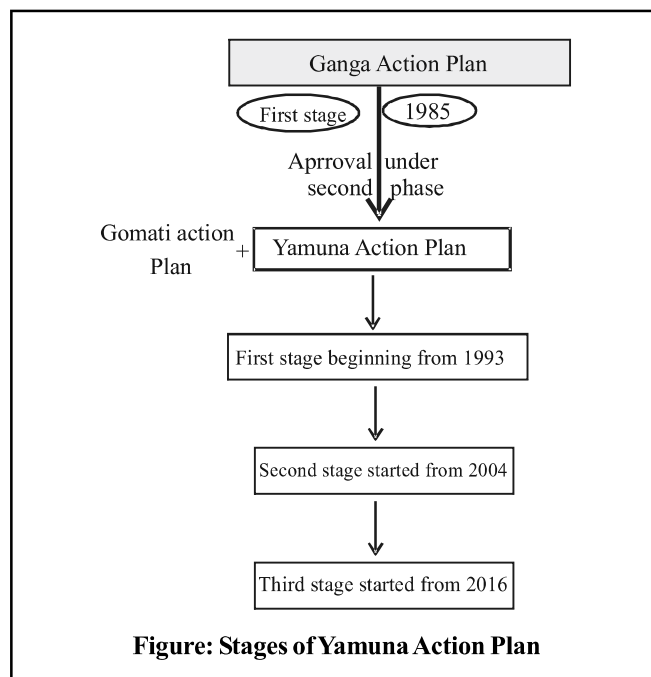 Ganga Action Plan
First stage
1985
Aprroval under
second phase
Gomati action
Plan
+
Yamuna Action Plan
First stage beginning from 1993
Second stage started from 2004
Third stage started from 2016
Figure: Stages of Yamuna Action Plan